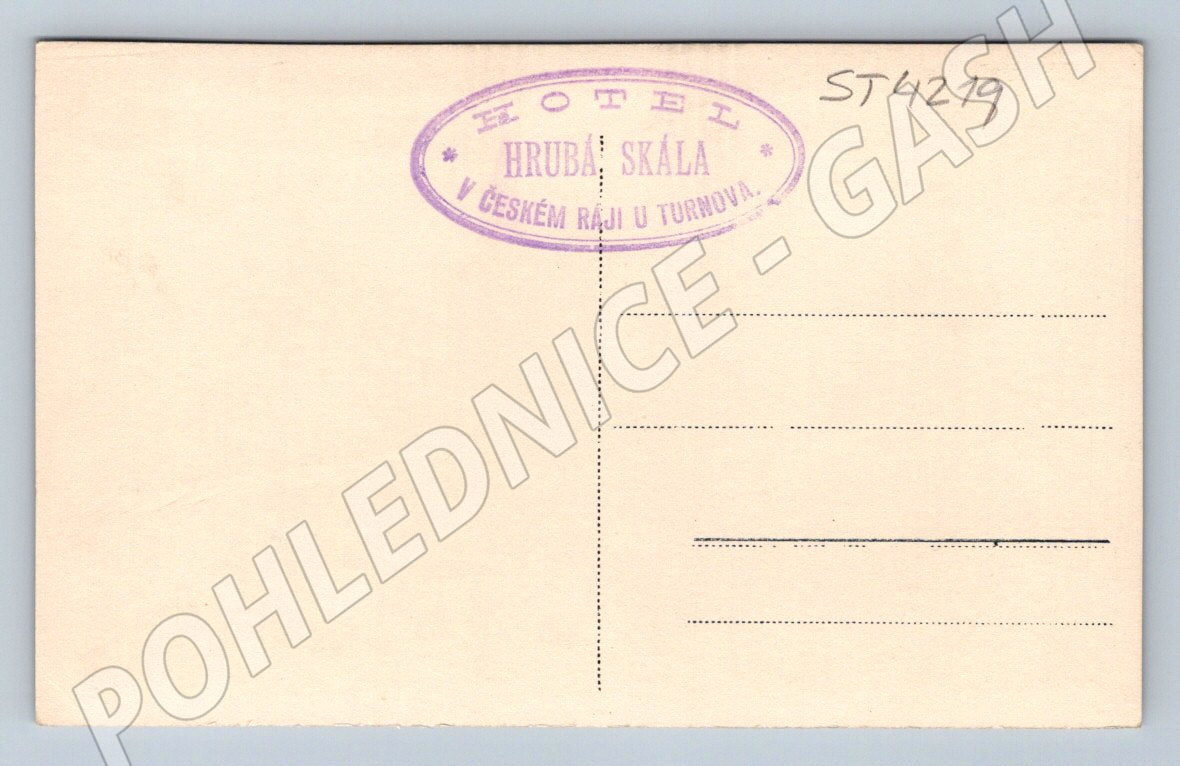 HOTEL
* HRUBÁ SKÁLA *
V ČESKÉM RÁJI U TURNOVA.
ST4219
POHLEDNICE - GASH